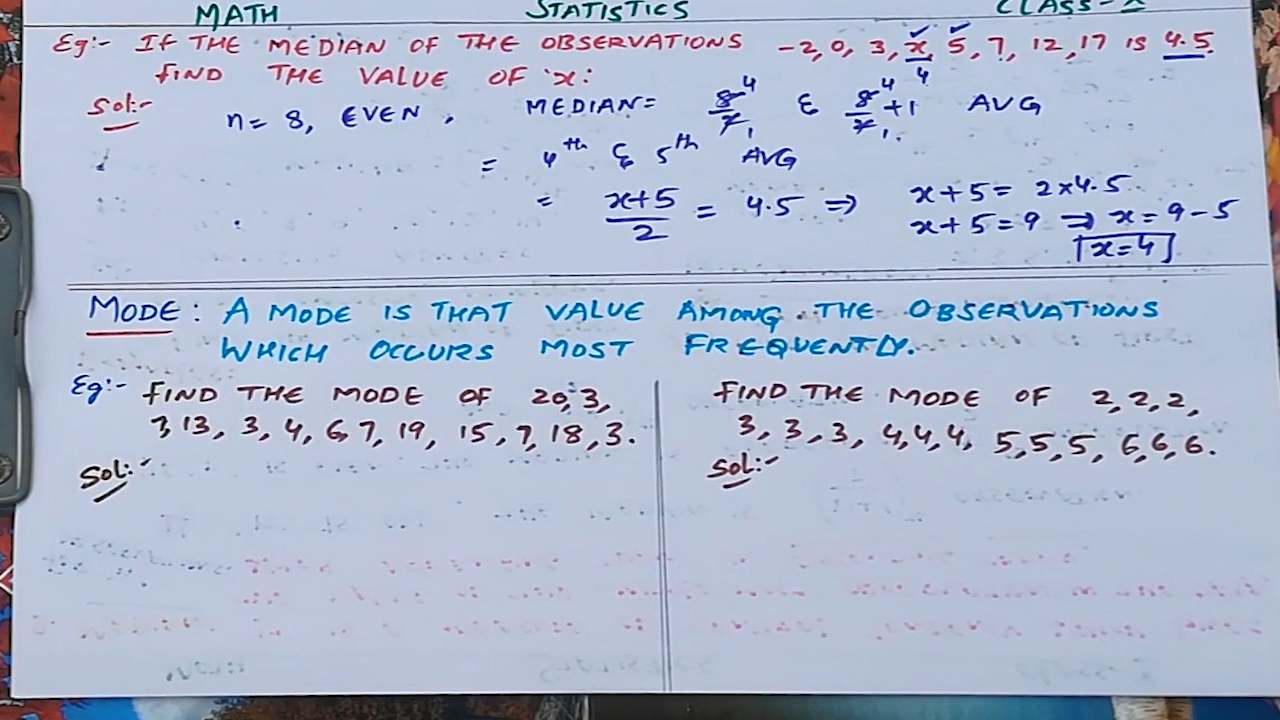 MATH STATISTICS CLASS-X
Eg:- IF THE MEDIAN OF THE OBSERVATIONS -2, 0, 3, x, 5, 7, 12, 17 IS 4.5.
4
FIND THE VALUE OF 'x:
Sol:- n = 8, EVEN, MEDIAN = 8/2 4 1 & 8/2 4 1 +1 AVG
= 4th & 5th AVG
= x+5/2 = 4.5 ⇒ x+5 = 2x4.5
x+5=9 ⇒ x=9-5
x=4
MODE: A MODE IS THAT VALUE AMONG THE OBSERVATIONS
WHICH OCCURS MOST FREQUENTLY.
Eg:- FIND THE MODE OF 20, 3,
7, 13, 3, 4, 6, 7, 19, 15, 7, 18, 3.
Sol:-
FIND THE MODE OF 2, 2, 2,
3, 3, 3, 4, 4, 4, 5, 5, 5, 6, 6, 6.
Sol:-